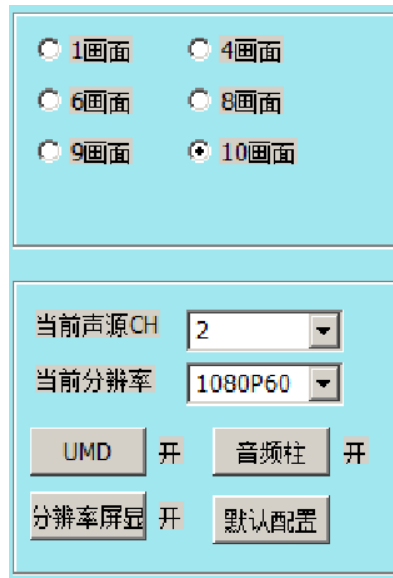 1画面 4画面
6画面 8画面
9画面 10画面
当前声源CH 2
当前分辨率 1080P60
UMD 开 音频柱 开
分辨率屏显 开 默认配置